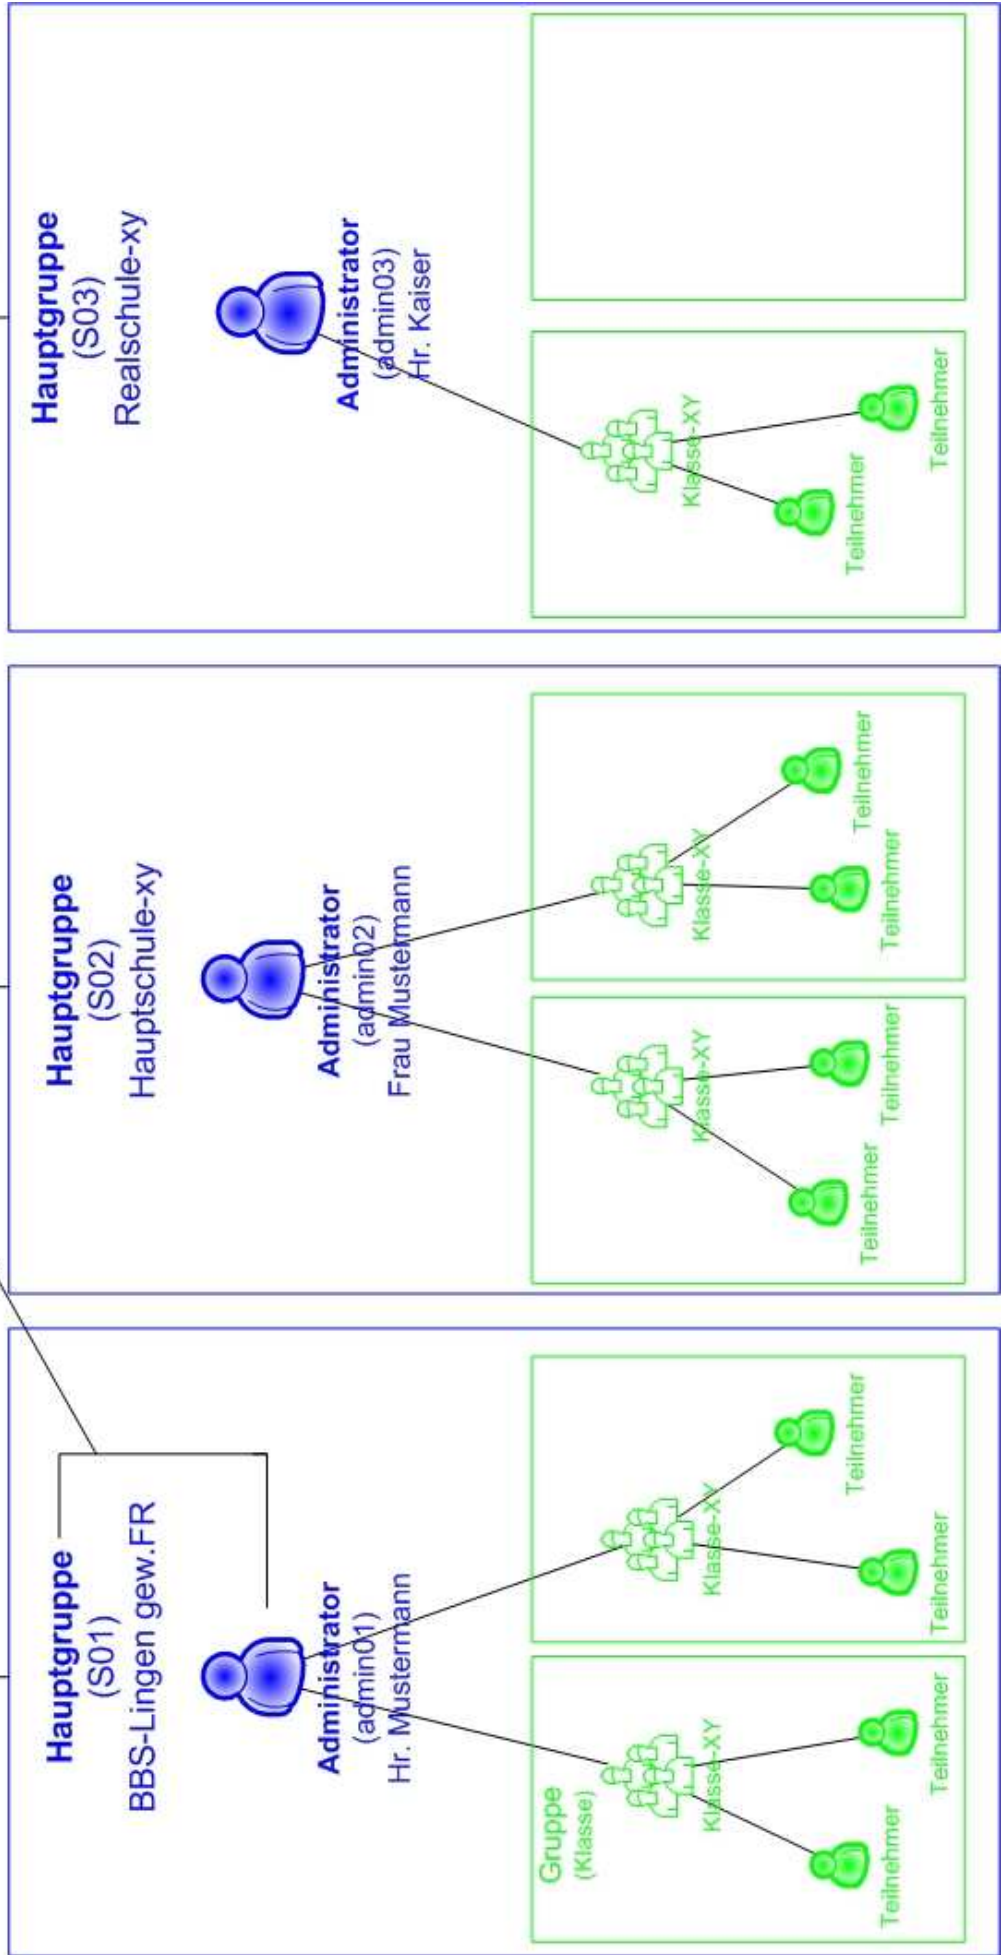 Hauptgruppe
(S01)
BBS-Lingen gew.FR
Administrator
(admin01)
Hr. Mustermann
Gruppe
(Klasse)
Klasse-XY
Teilnehmer
Teilnehmer
Klasse-XY
Teilnehmer
Teilnehmer
Hauptgruppe
(S02)
Hauptschule-xy
Administrator
(admin02)
Frau Mustermann
Klasse-XY
Teilnehmer
Teilnehmer
Klasse-XY
Teilnehmer
Teilnehmer
Hauptgruppe
(S03)
Realschule-xy
Administrator
(admin03)
Hr. Kaiser
Klasse-XY
Teilnehmer
Teilnehmer